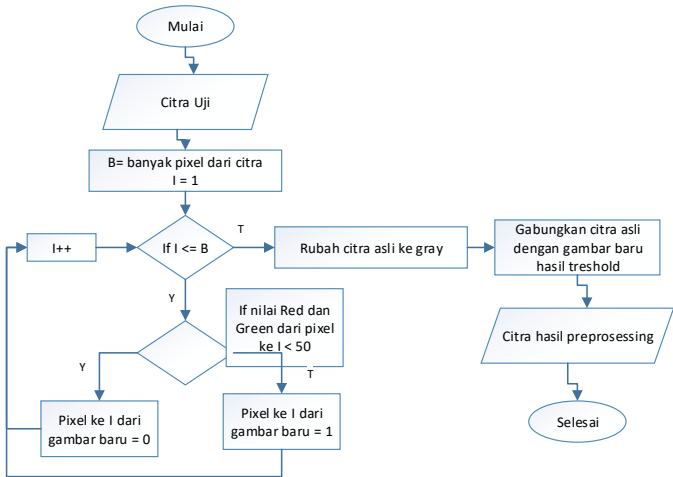 Mulai
Citra Uji
B= banyak pixel dari citra
I = 1
I++
If I <= B
T
Rubah citra asli ke gray
Gabungkan citra asli
dengan gambar baru
hasil treshold
Y
If nilai Red dan
Green dari pixel
ke I < 50
Citra hasil preprosessing
Y
T
Pixel ke I dari
gambar baru = 0
Pixel ke I dari
gambar baru = 1
Selesai